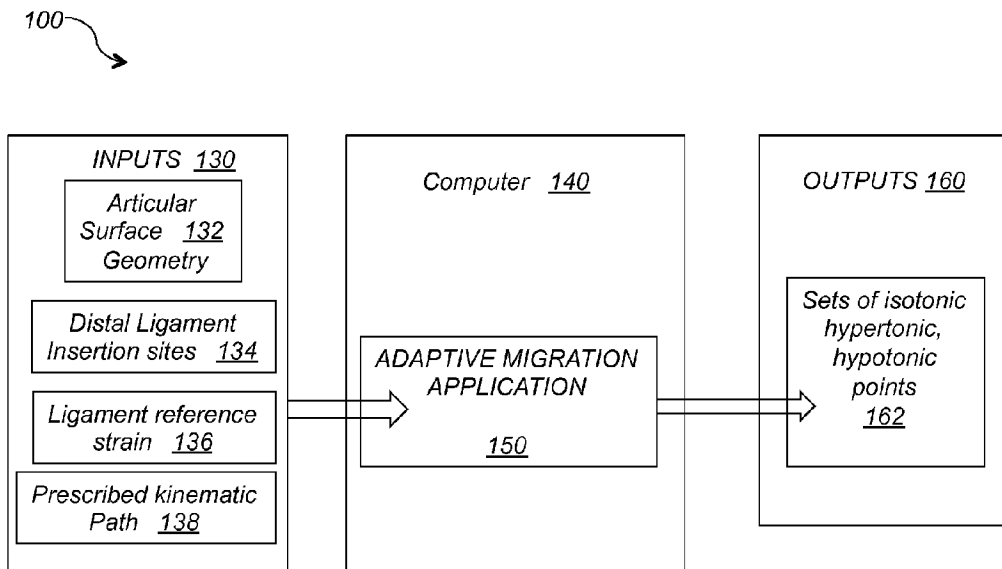 100
INPUTS 130
Articular
Surface 132
Geometry
Distal Ligament
Insertion sites 134
Ligament reference
strain 136
Prescribed kinematic
Path 138
Computer 140
ADAPTIVE MIGRATION
APPLICATION
150
OUTPUTS 160
Sets of isotonic
hypertonic,
hypotonic
points
162